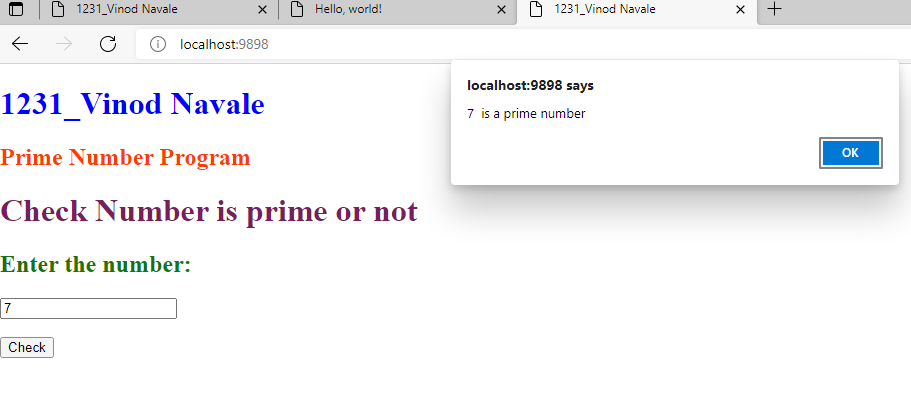 1231_Vinod Navale
Hello, world!
1231_Vinod Navale
localhost:9898
localhost:9898 says
7 is a prime number
OK
1231_Vinod Navale
Prime Number Program
Check Number is prime or not
Enter the number:
7
Check